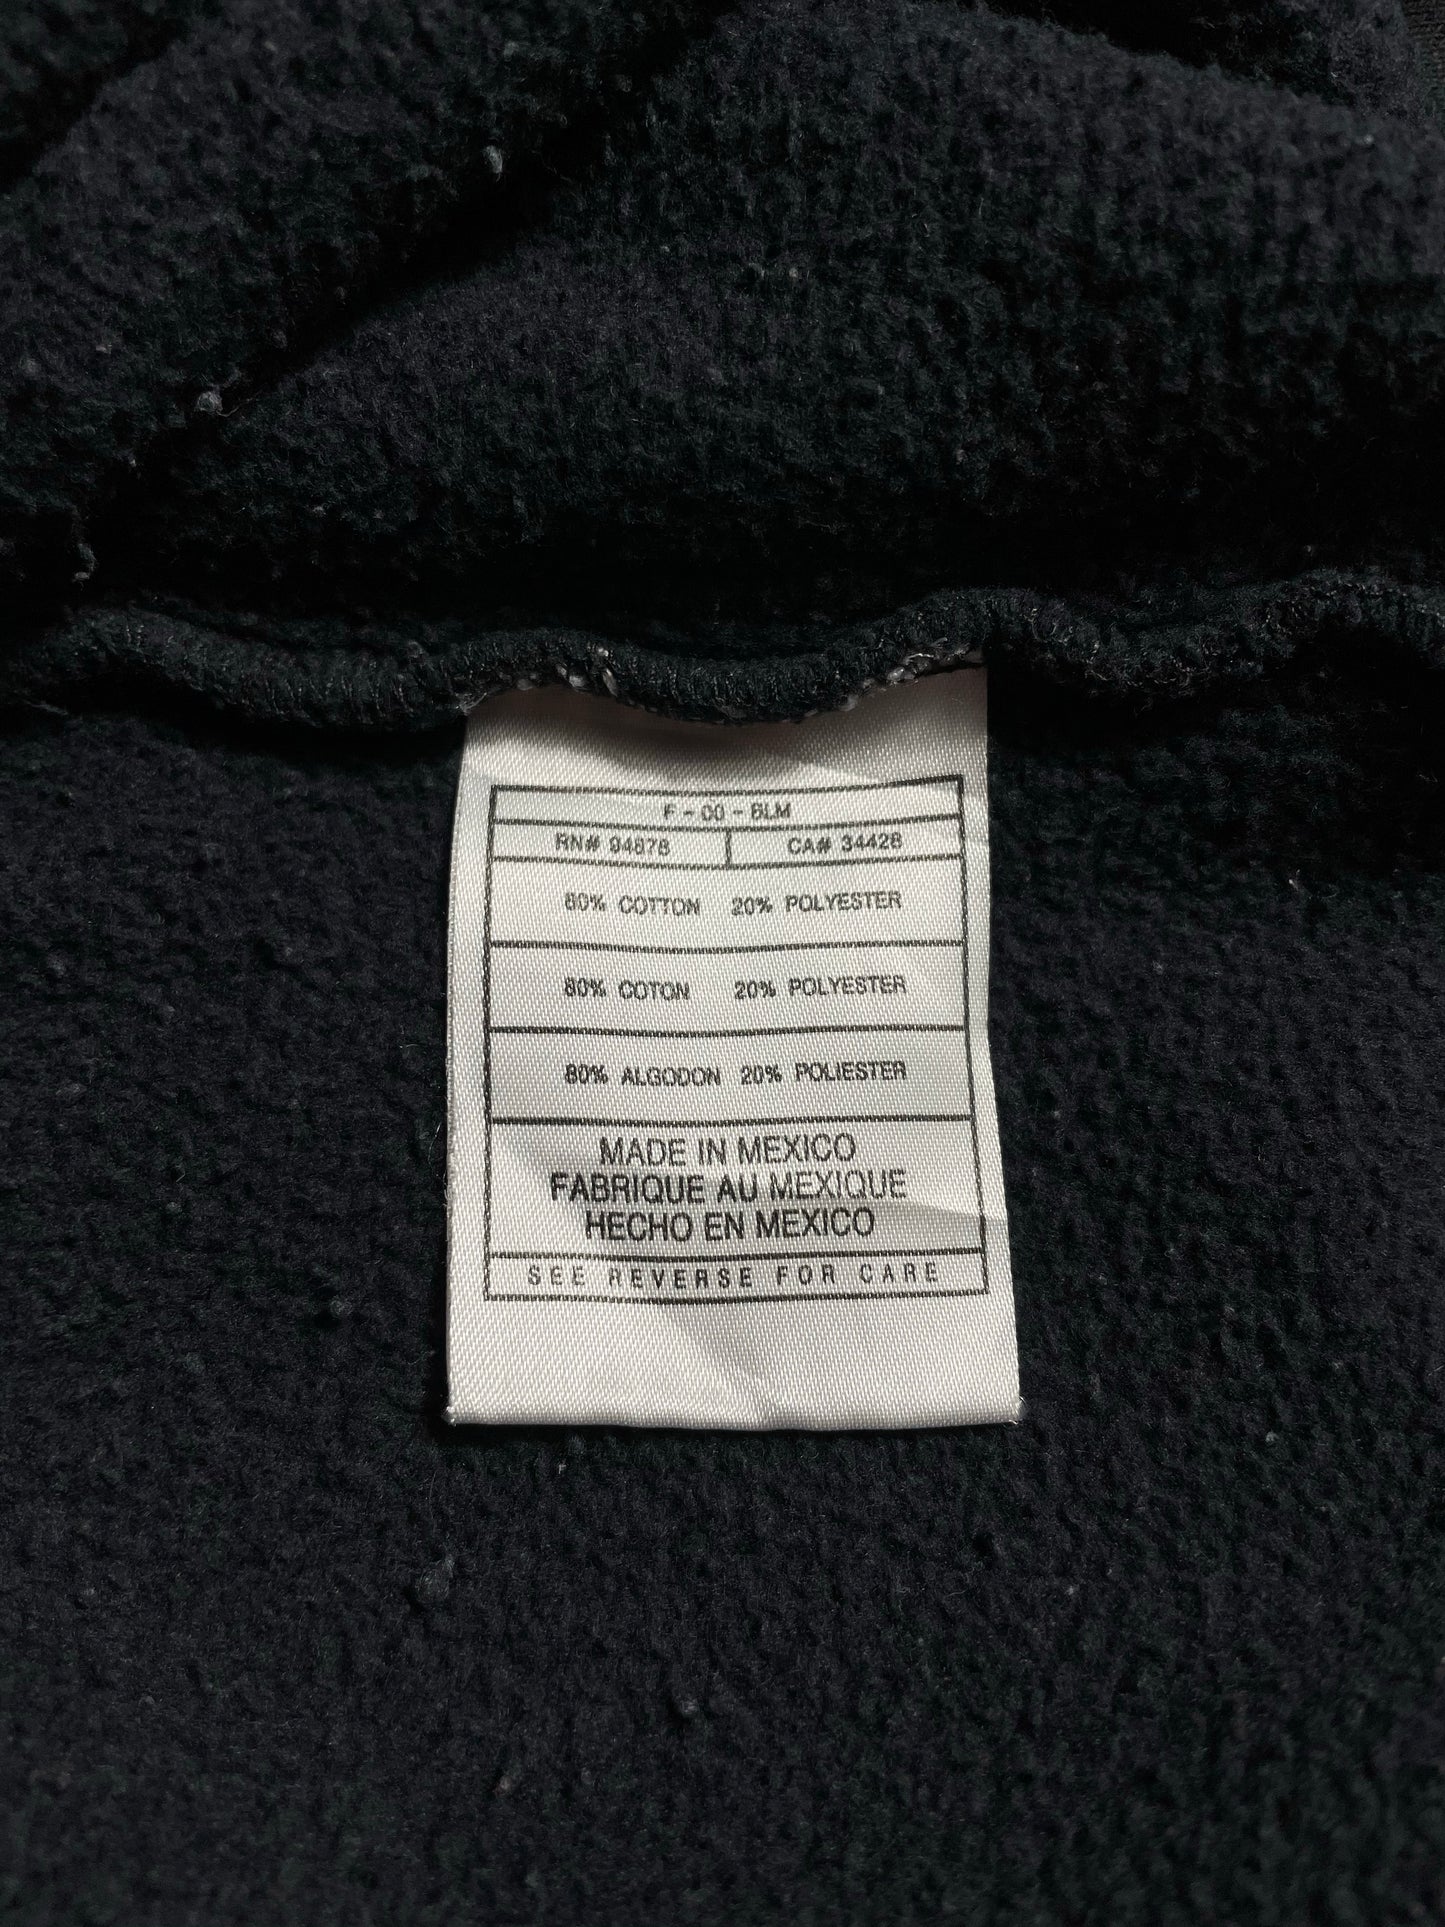 F - 00 - BLM
RN# 94878 CA# 34428
80% COTTON 20% POLYESTER
80% COTON 20% POLYESTER
80% ALGODON 20% POLIESTER
MADE IN MEXICO
FABRIQUE AU MEXIQUE
HECHO EN MEXICO
SEE REVERSE FOR CARE